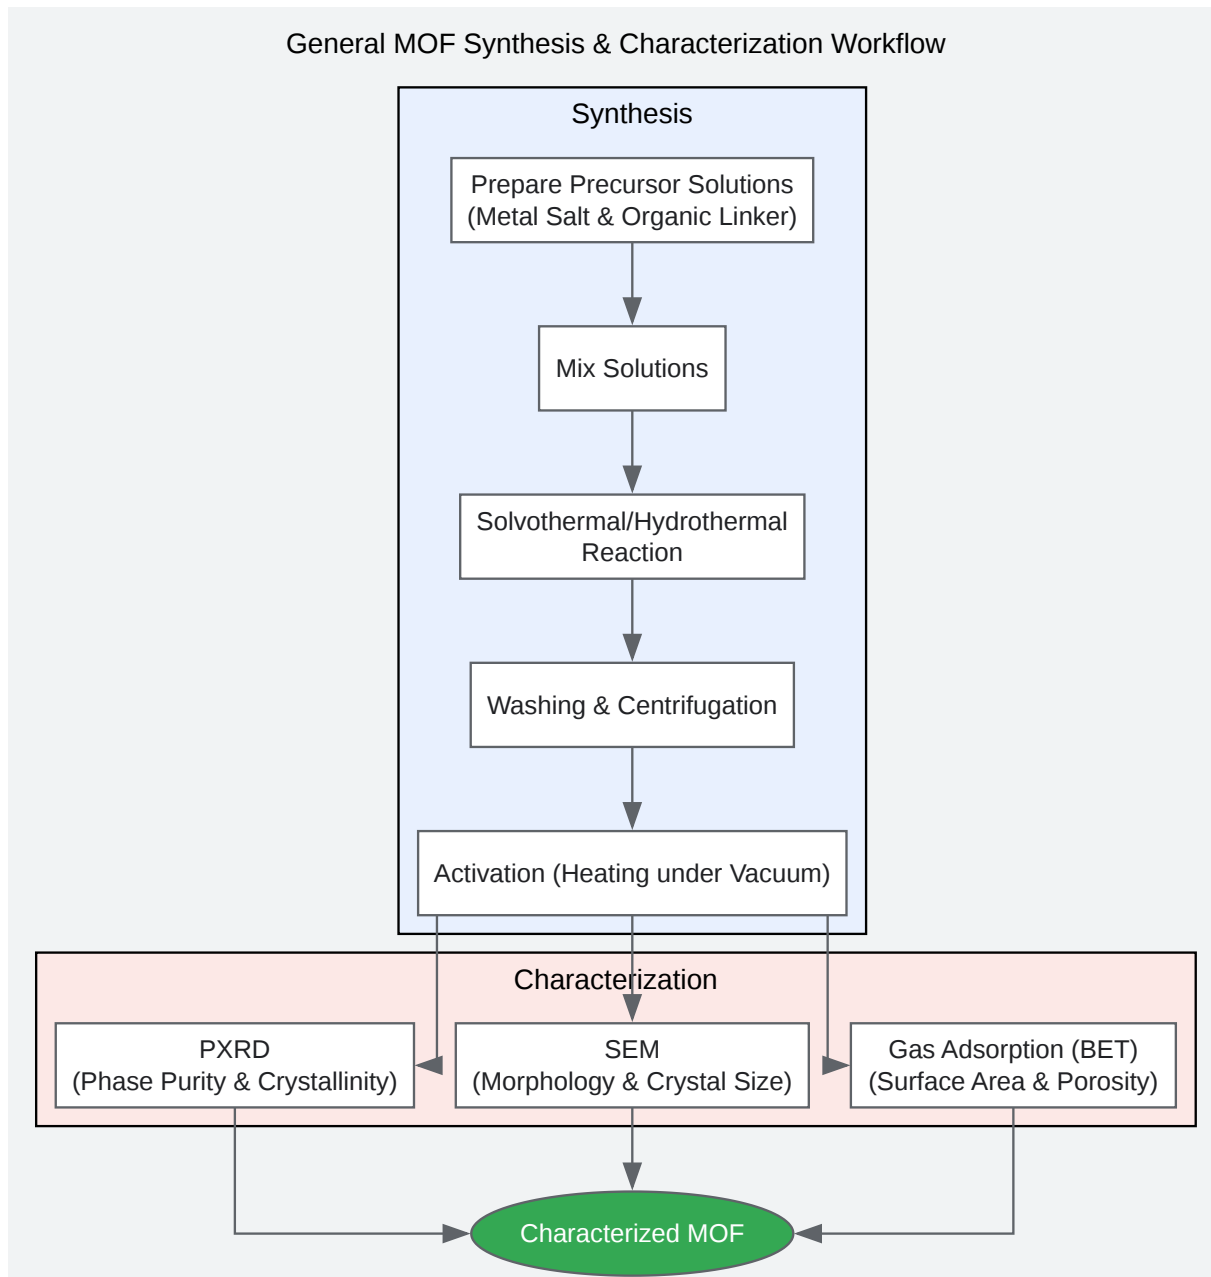 General MOF Synthesis & Characterization Workflow
Synthesis
Prepare Precursor Solutions
(Metal Salt & Organic Linker)
Mix Solutions
Solvothermal/Hydrothermal
Reaction
Washing & Centrifugation
Activation (Heating under Vacuum)
Characterization
PXRD
(Phase Purity & Crystallinity)
SEM
(Morphology & Crystal Size)
Gas Adsorption (BET)
(Surface Area & Porosity)
Characterized MOF